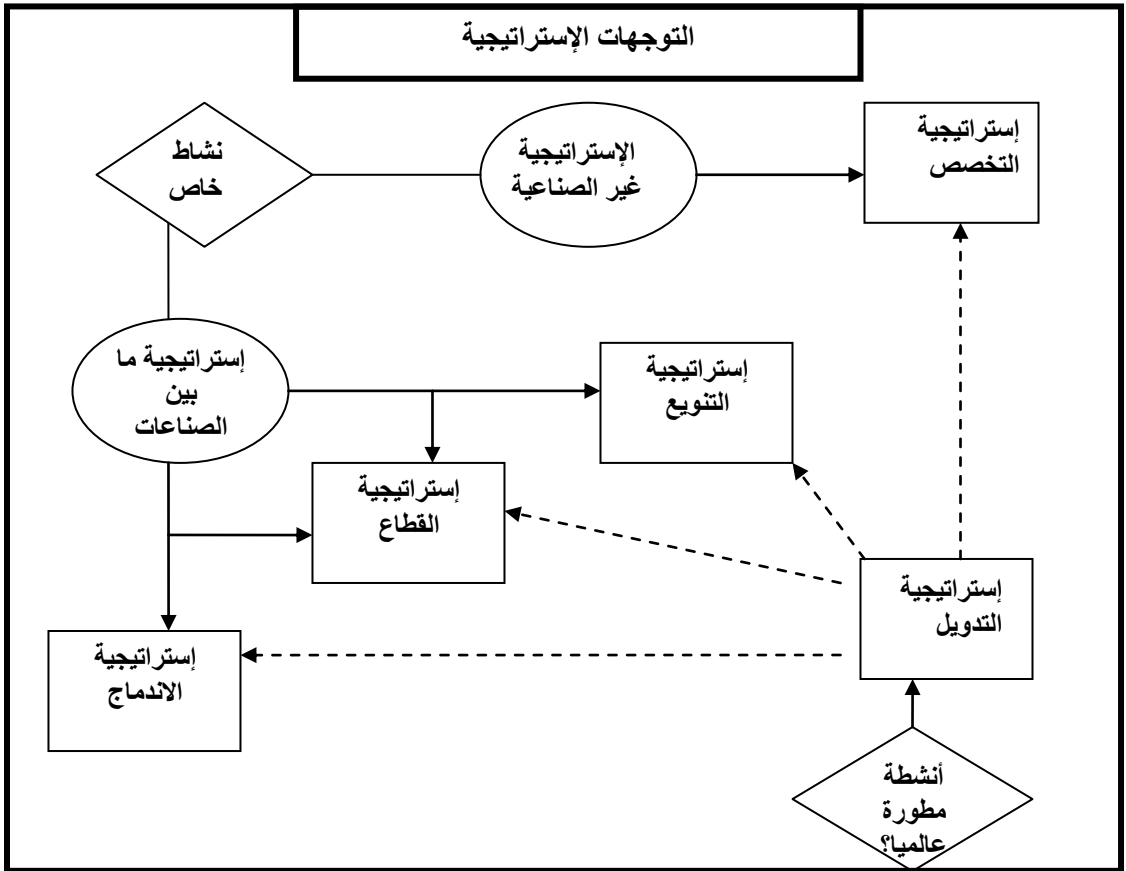 التوجهات الإستراتيجية
إستراتيجية
التخصص
الإستراتيجية
غير الصناعية
نشاط
خاص
إستراتيجية ما
بين
الصناعات
إستراتيجية
التنويع
إستراتيجية
القطاع
إستراتيجية
التدويل
إستراتيجية
الاندماج
أنشطة
مطورة
عالميا؟